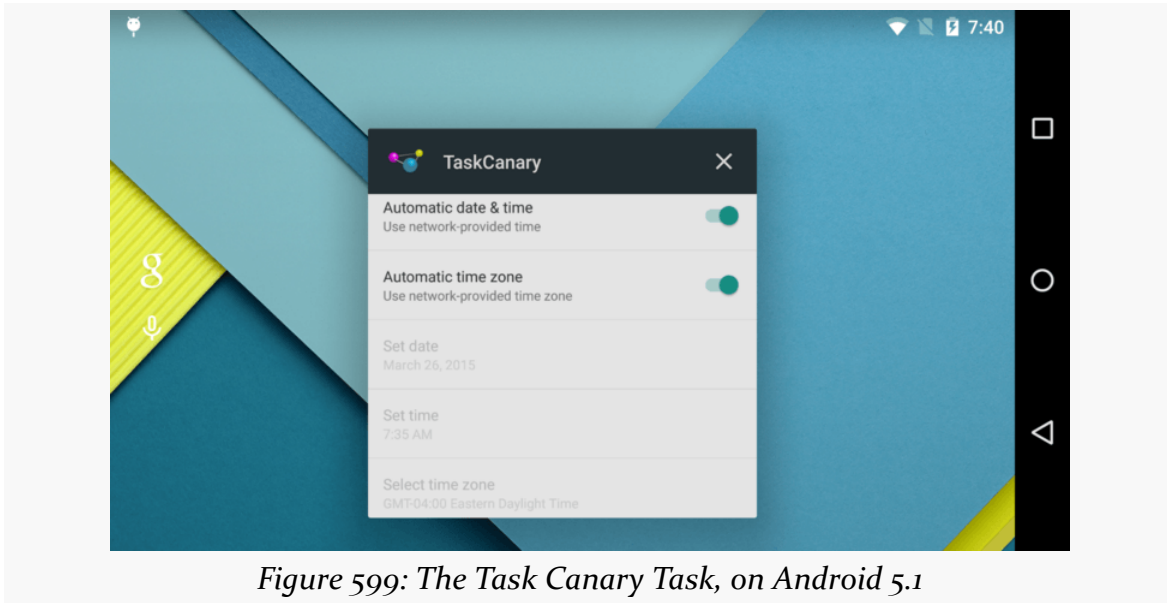 7:40
TaskCanary
Automatic date & time
Use network-provided time
Automatic time zone
Use network-provided time zone
g
Set date
March 26, 2015
Set time
7:35 AM
Select time zone
GMT-04:00 Eastern Daylight Time
Figure 599: The Task Canary Task, on Android 5.1